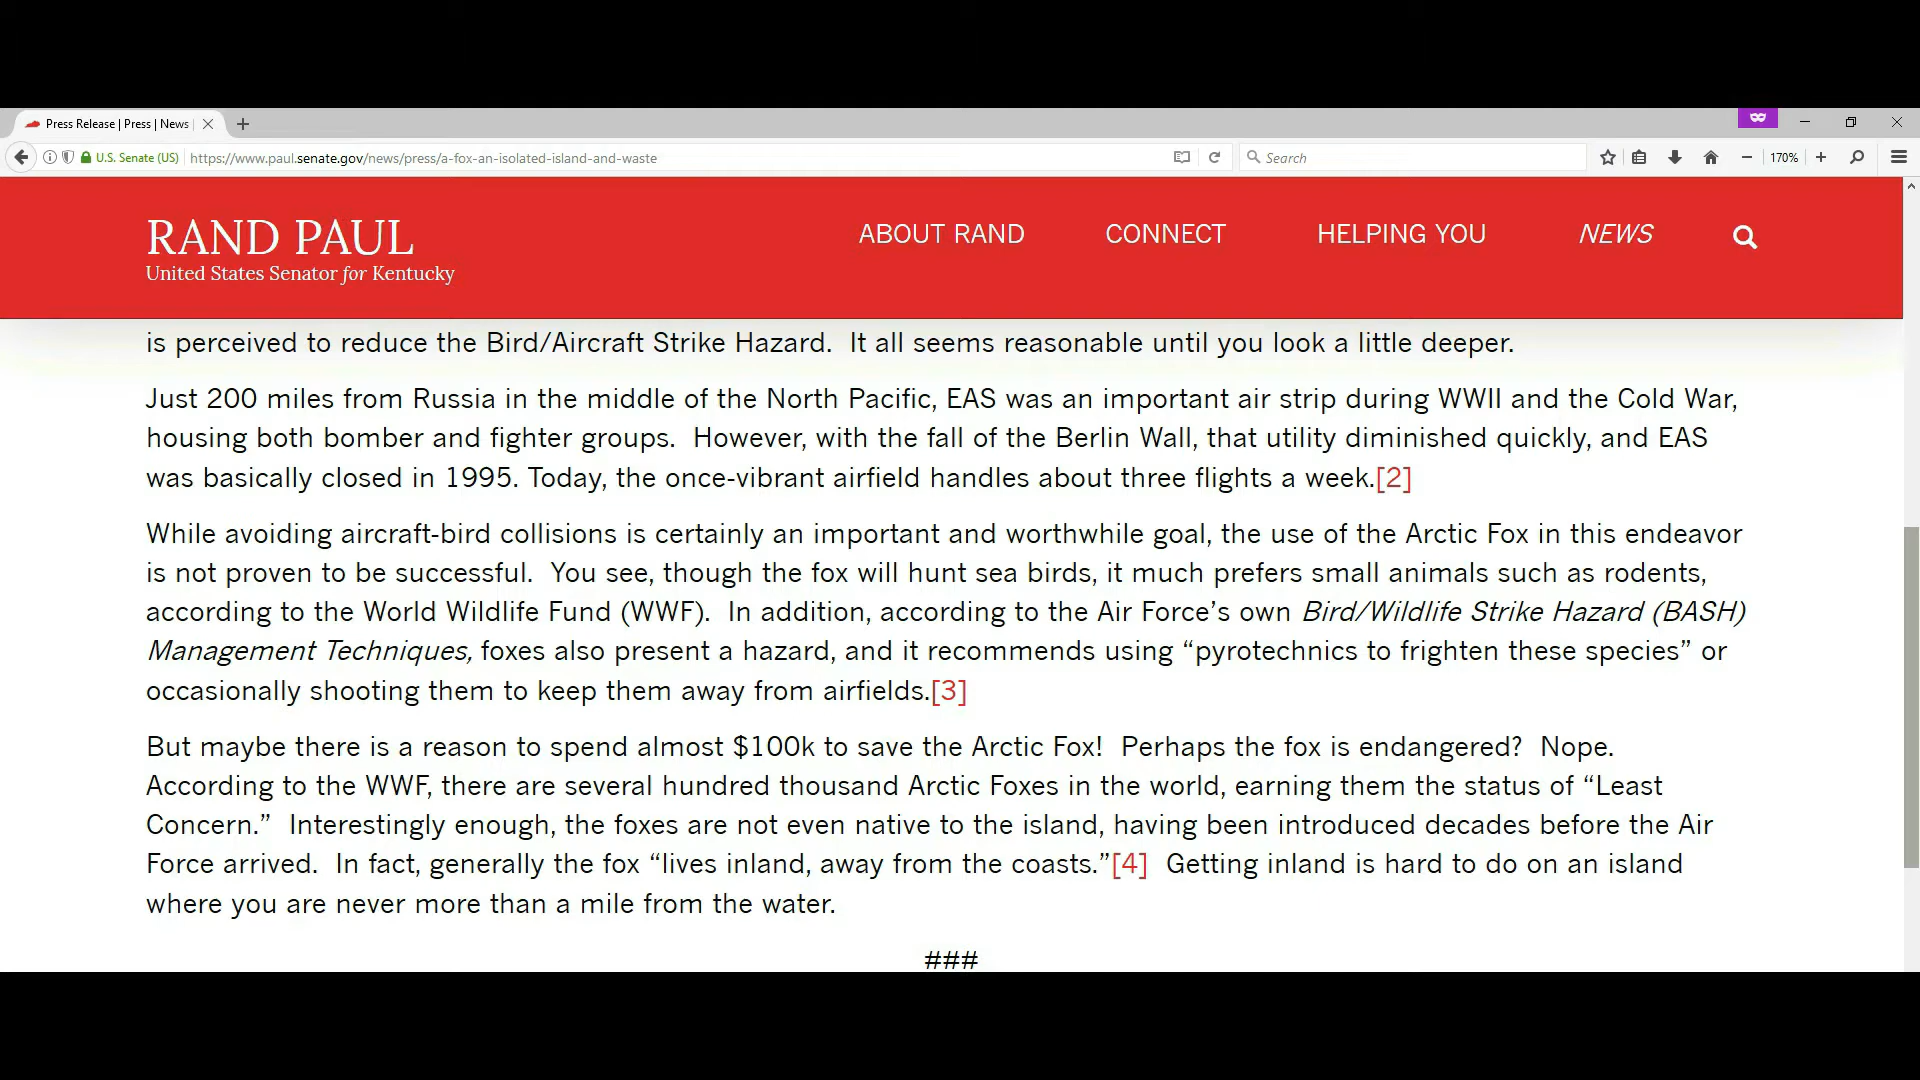 Press Release | Press | News
U.S. Senate (US) https://www.paul.senate.gov/news/press/a-fox-an-isolated-island-and-waste Search 170%
RAND PAUL
United States Senator for Kentucky
ABOUT RAND CONNECT HELPING YOU NEWS
is perceived to reduce the Bird/Aircraft Strike Hazard.  It all seems reasonable until you look a little deeper.
Just 200 miles from Russia in the middle of the North Pacific, EAS was an important air strip during WWII and the Cold War,
housing both bomber and fighter groups.  However, with the fall of the Berlin Wall, that utility diminished quickly, and EAS
was basically closed in 1995. Today, the once-vibrant airfield handles about three flights a week.[2]
While avoiding aircraft-bird collisions is certainly an important and worthwhile goal, the use of the Arctic Fox in this endeavor
is not proven to be successful.  You see, though the fox will hunt sea birds, it much prefers small animals such as rodents,
according to the World Wildlife Fund (WWF).  In addition, according to the Air Force’s own Bird/Wildlife Strike Hazard (BASH)
Management Techniques, foxes also present a hazard, and it recommends using “pyrotechnics to frighten these species” or
occasionally shooting them to keep them away from airfields.[3]
But maybe there is a reason to spend almost $100k to save the Arctic Fox!  Perhaps the fox is endangered?  Nope.
According to the WWF, there are several hundred thousand Arctic Foxes in the world, earning them the status of “Least
Concern.”  Interestingly enough, the foxes are not even native to the island, having been introduced decades before the Air
Force arrived.  In fact, generally the fox “lives inland, away from the coasts.”[4]  Getting inland is hard to do on an island
where you are never more than a mile from the water.
###